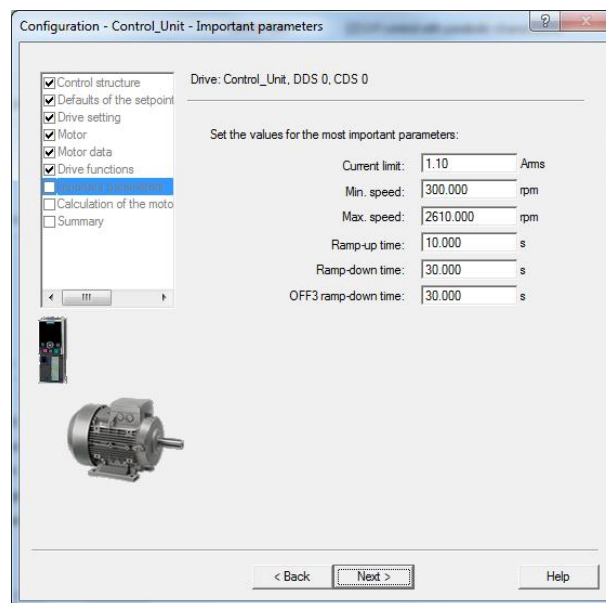 Configuration - Control_Unit - Important parameters
Control structure
Defaults of the setpoint
Drive setting
Motor
Motor data
Drive functions
Important parameters
Calculation of the moto
Summary
Drive: Control_Unit, DDS 0, CDS 0
Set the values for the most important parameters:
Current limit: 1.10 Arms
Min. speed: 300.000 rpm
Max. speed: 2610.000 rpm
Ramp-up time: 10.000 s
Ramp-down time: 30.000 s
OFF3 ramp-down time: 30.000 s
< Back Next > Help